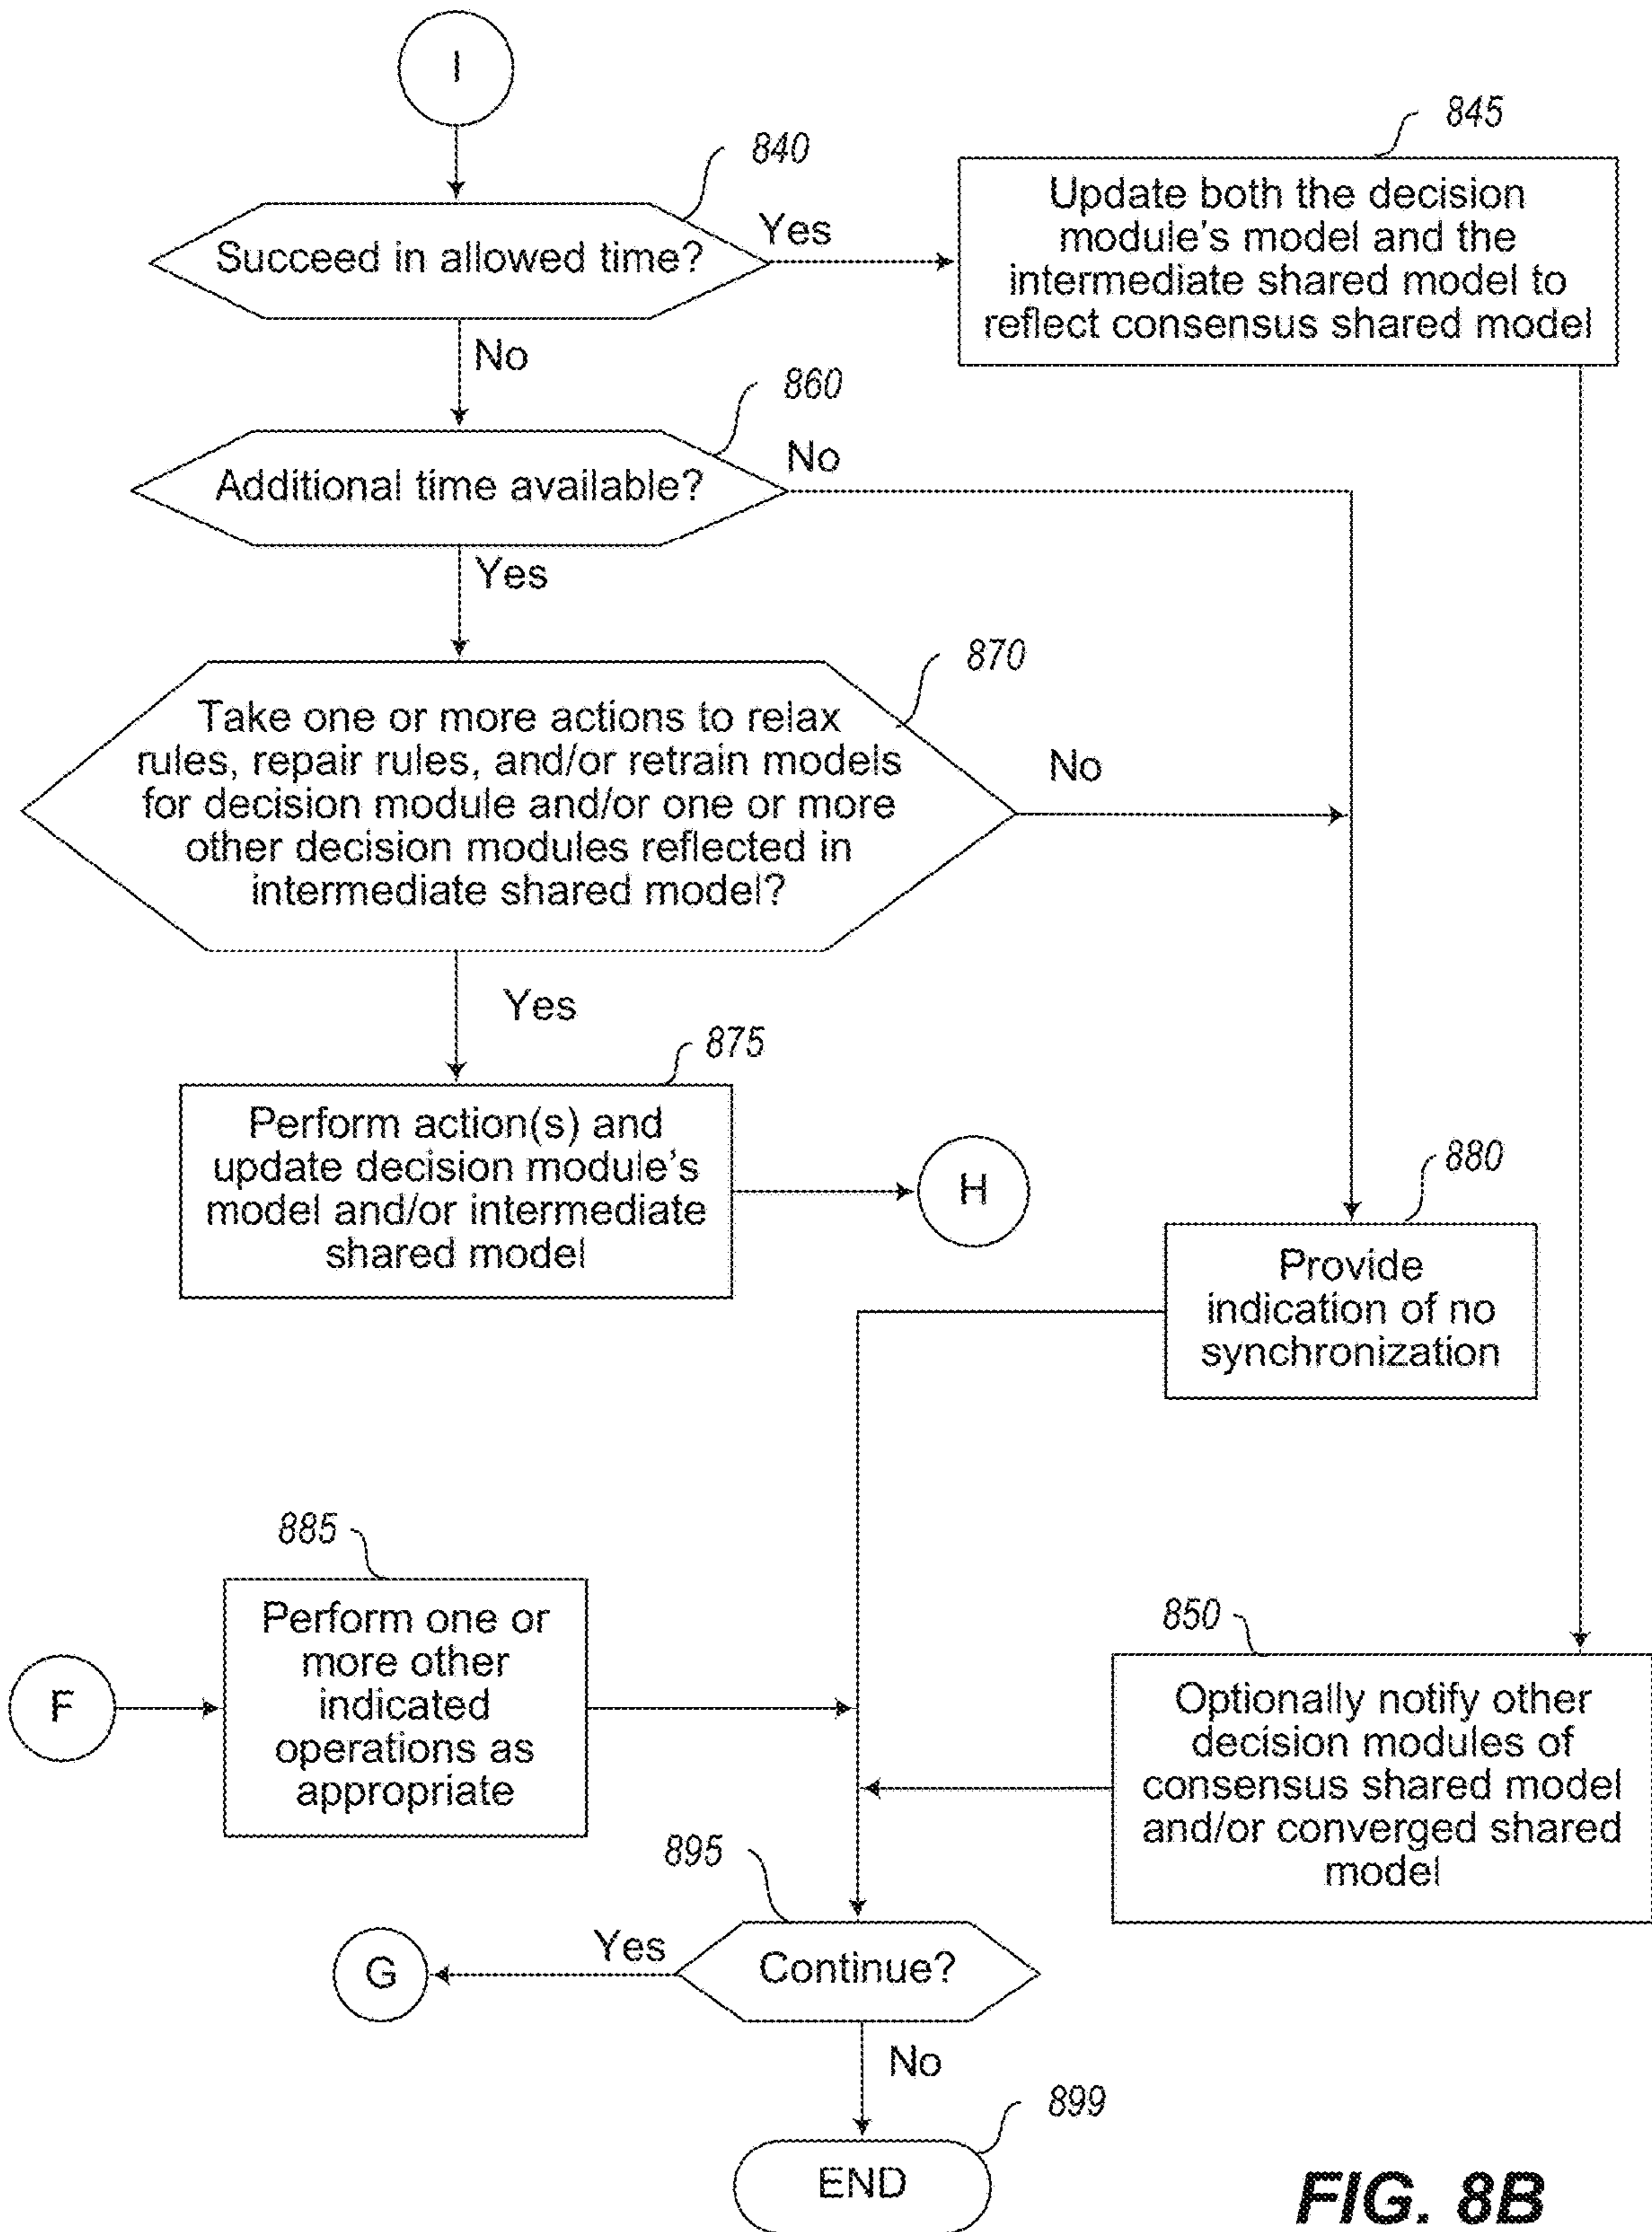 I
840
Succeed in allowed time?
Yes
845
Update both the decision
module's model and the
intermediate shared model to
reflect consensus shared model
No
860
Additional time available?
No
Yes
870
Take one or more actions to relax
rules, repair rules, and/or retrain models
for decision module and/or one or more
other decision modules reflected in
intermediate shared model?
No
Yes
875
Perform action(s) and
update decision module's
model and/or intermediate
shared model
H
880
Provide
indication of no
synchronization
885
F
Perform one or
more other
indicated
operations as
appropriate
850
Optionally notify other
decision modules of
consensus shared model
and/or converged shared
model
895
Continue?
Yes
G
No
899
END
FIG. 8B